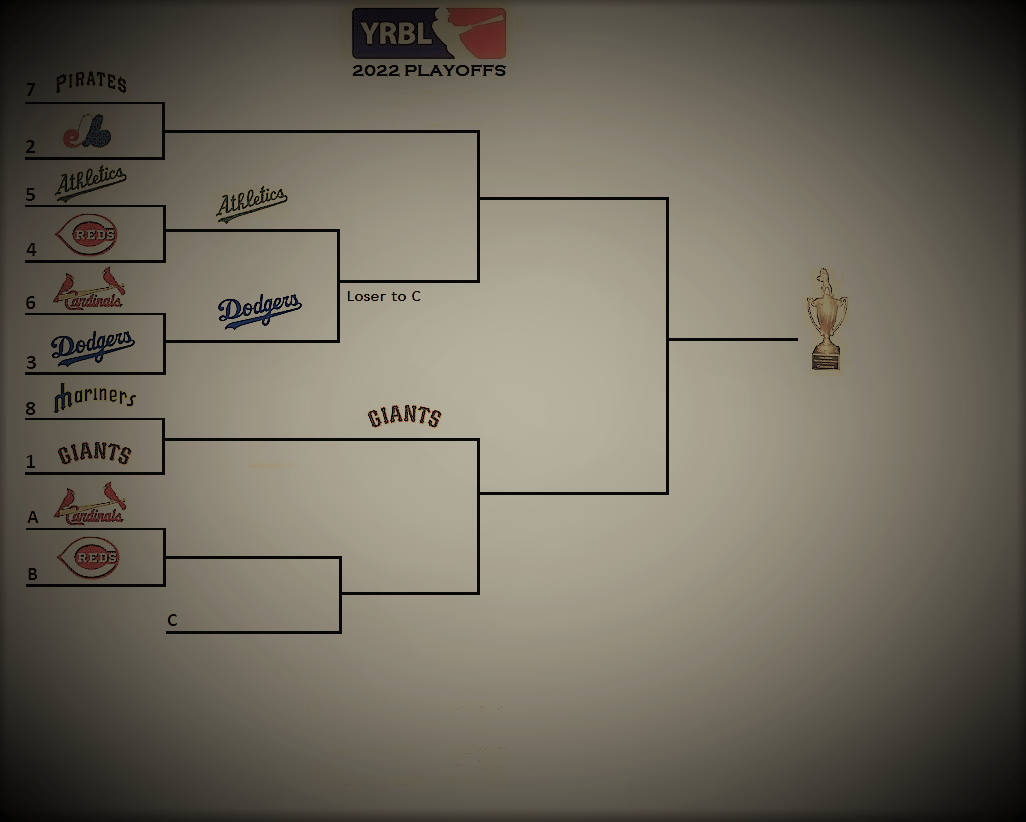 YRBL
2022 PLAYOFFS
7 PIRATES
2
5 Athletics
Athletics
4 REDS
6 Cardinals
Loser to C
Dodgers
3 Dodgers
8 mariners
GIANTS
1 GIANTS
A Cardinals
B REDS
C